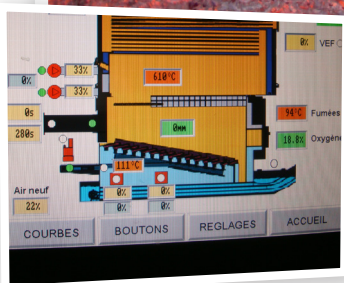 0% VEF
33%
0%
33%
610°C
0s
94°C Fumées
280s
0mm
18.8% Oxygène
111°C
Air neuf
0% 0%
22%
0% 0%
COURBES BOUTONS REGLAGES ACCUEIL